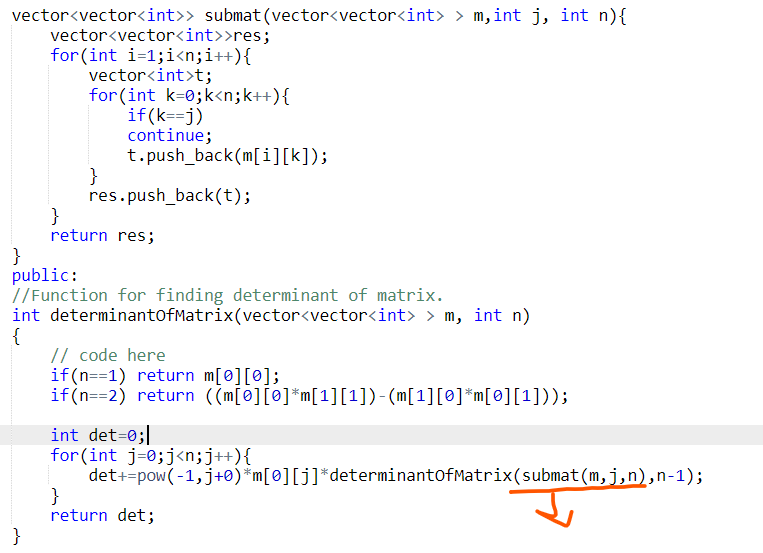 vector<vector<int>> submat(vector<vector<int> > m,int j, int n){
    vector<vector<int>>res;
    for(int i=1;i<n;i++){
        vector<int>t;
        for(int k=0;k<n;k++){
            if(k==j)
            continue;
            t.push_back(m[i][k]);
        }
        res.push_back(t);
    }
    return res;
}
public:
//Function for finding determinant of matrix.
int determinantOfMatrix(vector<vector<int> > m, int n)
{
    // code here
    if(n==1) return m[0][0];
    if(n==2) return ((m[0][0]*m[1][1])-(m[1][0]*m[0][1]));
    int det=0;
    for(int j=0;j<n;j++){
        det+=pow(-1,j+0)*m[0][j]*determinantOfMatrix(submat(m,j,n),n-1);
    }
    return det;
}